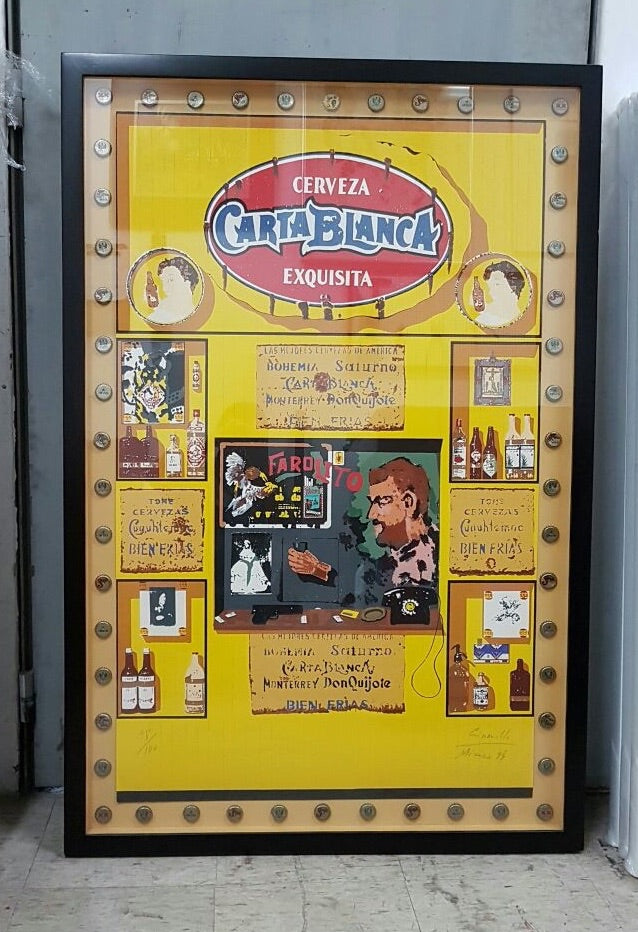 CERVEZA
CARTA BLANCA
EXQUISITA
LAS MEJORES CERVEZAS DE AMERICA
BOHEMIA Saturno
CARTA BLANCA
MONTERREY DON QUIJOTE
BIEN FRIAS
FAROLITO
TOME
CERVEZAS
Cuauhtemoc
BIEN FRIAS
TOME
CERVEZAS
Cuauhtemoc
BIEN FRIAS
LAS MEJORES CERVEZAS DE AMERICA
BOHEMIA Saturno
CARTA BLANCA
MONTERREY DON QUIJOTE
BIEN FRIAS